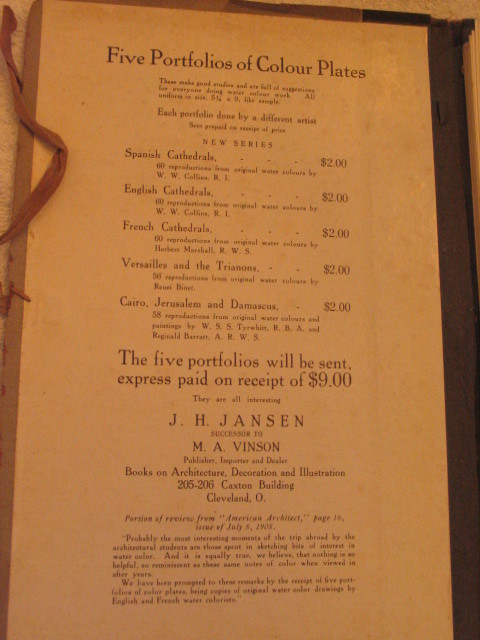 Five Portfolios of Colour Plates
These make good studies and are full of suggestions
for everyone doing water colour work. All
uniform in size, 5¾ x 9, like sample.
Each portfolio done by a different artist
Sent prepaid on receipt of price
NEW SERIES
Spanish Cathedrals, - - - $2.00
60 reproductions from original water colours by
W. W. Collins, R. I.
English Cathedrals, - - - $2.00
60 reproductions from original water colours by
W. W. Collins, R. I.
French Cathedrals, - - - $2.00
60 reproductions from original water colours by
Herbert Marshall, R. W. S.
Versailles and the Trianons, - - $2.00
56 reproductions from original water colours by
Renei Binet.
Cairo, Jerusalem and Damascus, - $2.00
58 reproductions from original water colours and
paintings by W. S. S. Tyrwhitt, R. B. A. and
Reginald Barratt, A. R. W. S.
The five portfolios will be sent,
express paid on receipt of $9.00
They are all interesting
J. H. JANSEN
SUCCESSOR TO
M. A. VINSON
Publisher, Importer and Dealer
Books on Architecture, Decoration and Illustration
205-206 Caxton Building
Cleveland, O.
Portion of review from "American Architect," page 16,
issue of July 8, 1908.
"Probably the most interesting moments of the trip abroad by the
architectural students are those spent in sketching bits of interest in
water color. And it is equally true, we believe, that nothing is so
helpful, so reminiscent as these same notes of color when viewed in
after years.
We have been prompted to these remarks by the receipt of five port-
folios of color plates, being copies of original water color drawings by
English and French water colorists."